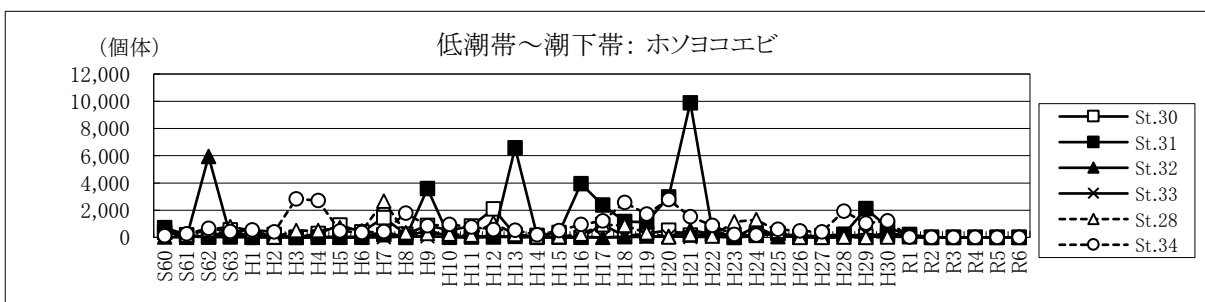 低潮帯～潮下帯: ホソヨコエビ
（個体）
12,000
10,000
8,000
6,000
4,000
2,000
0
S60
S61
S62
S63
H1
H2
H3
H4
H5
H6
H7
H8
H9
H10
H11
H12
H13
H14
H15
H16
H17
H18
H19
H20
H21
H22
H23
H24
H25
H26
H27
H28
H29
H30
R1
R2
R3
R4
R5
R6
St.30
St.31
St.32
St.33
St.28
St.34